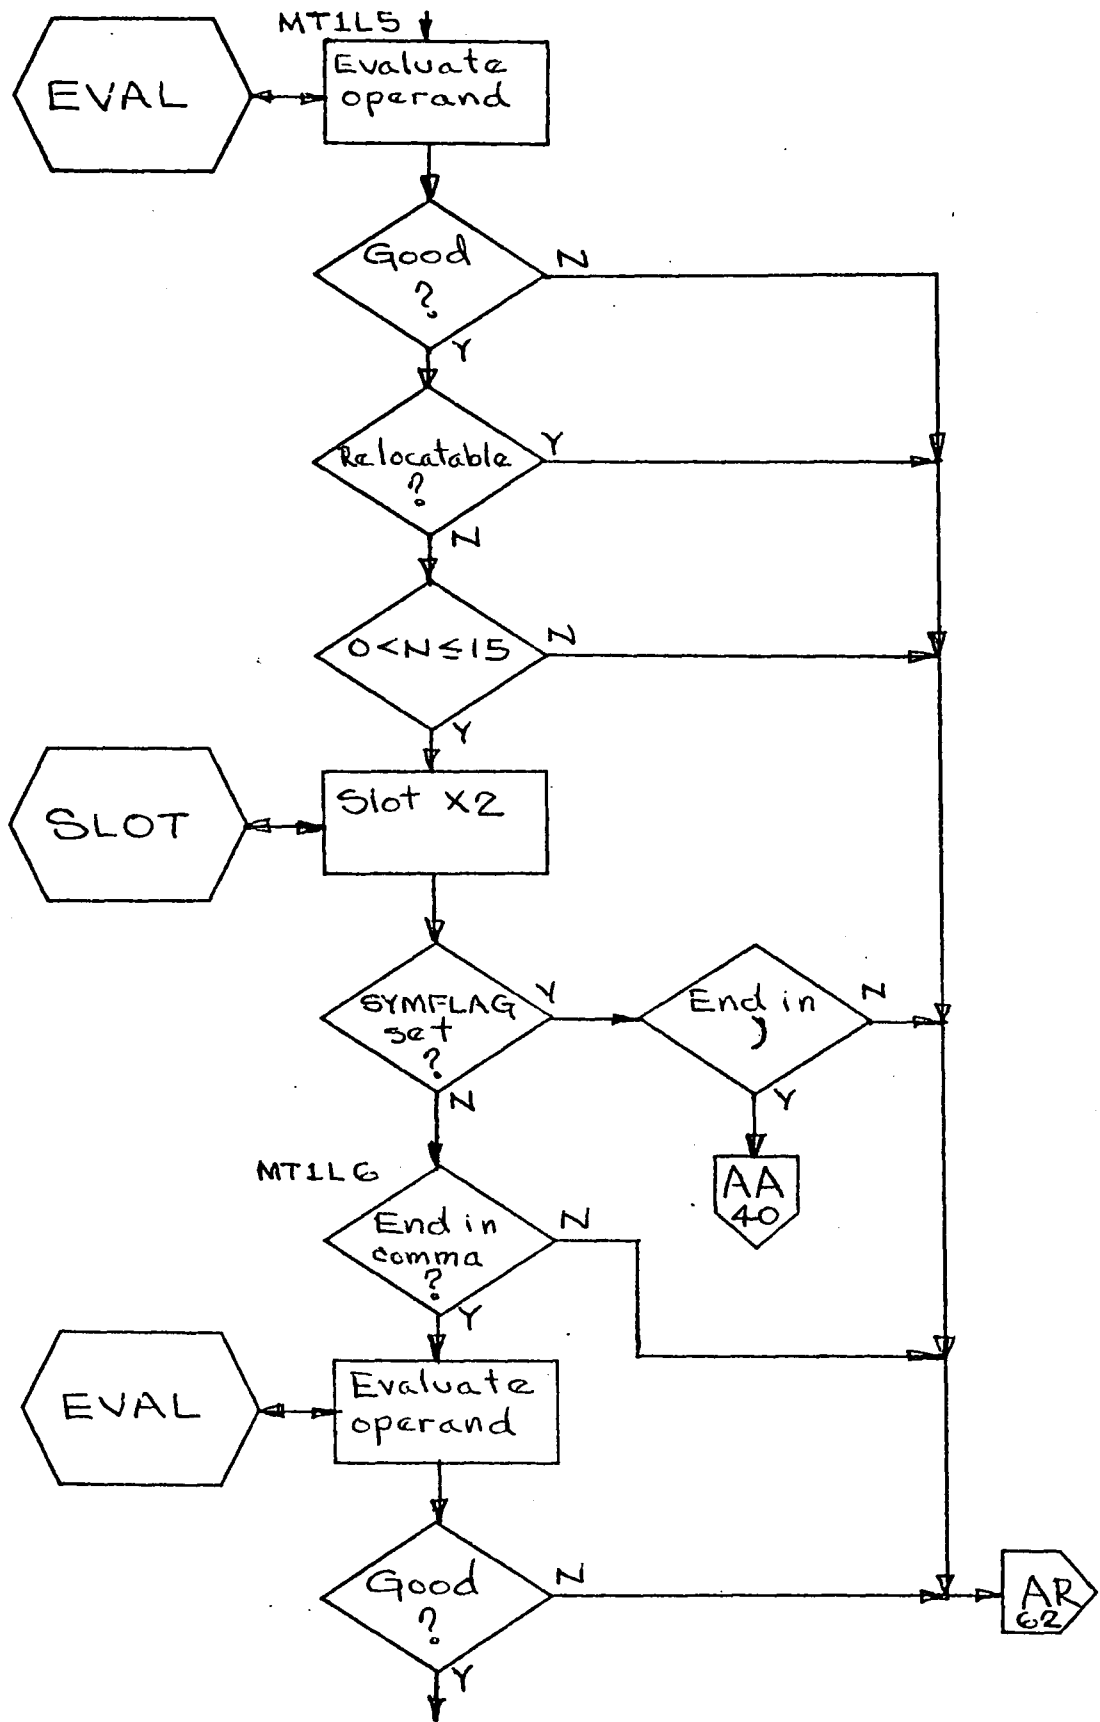 MT1L5
EVAL
Evaluate
operand
Good
?
N
Y
Relocatable
?
Y
N
0<N≤15
N
Y
SLOT
Slot X2
SYMFLAG
set
?
Y
N
End in
)
N
Y
AA
40
MT1L6
End in
comma
?
N
Y
EVAL
Evaluate
operand
Good
?
N
Y
AR
62